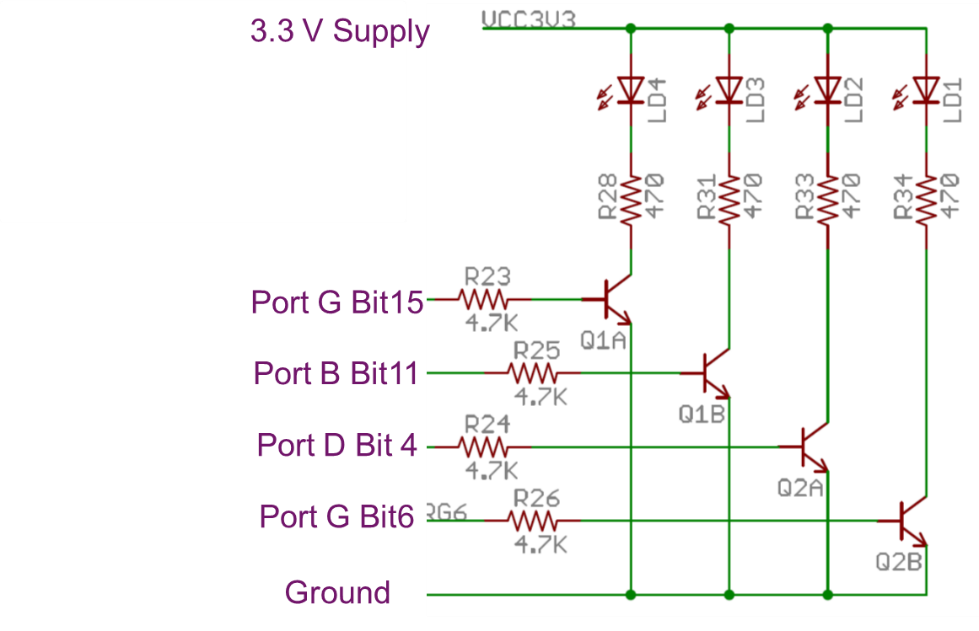 3.3 V Supply
VCC3V3
LD4
LD3
LD2
LD1
R28
470
R31
470
R33
470
R34
470
R23
Port G Bit15
4.7K
Q1A
R25
Port B Bit11
4.7K
Q1B
R24
Port D Bit 4
4.7K
Q2A
R26
Port G Bit6
RG6
4.7K
Q2B
Ground